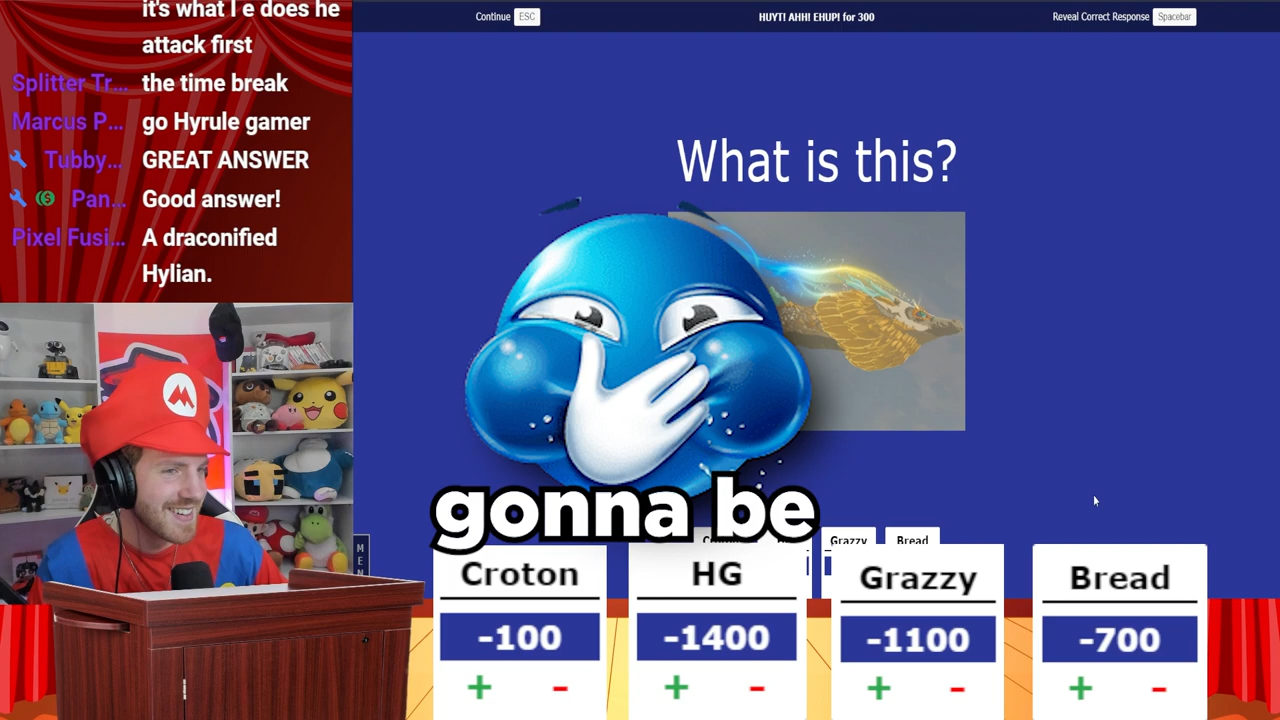 it's what I e does he
attack first
Splitter Tr... the time break
Marcus P... go Hyrule gamer
Tubby... GREAT ANSWER
Pan... Good answer!
Pixel Fusi... A draconified
Hylian.
Continue ESC
HUYT! AHH! EHUP! for 300
Reveal Correct Response Spacebar
What is this?
gonna be
Grazzy
Bread
Croton
-100
+ -
HG
-1400
+ -
Grazzy
-1100
+ -
Bread
-700
+ -
M
M
E
N